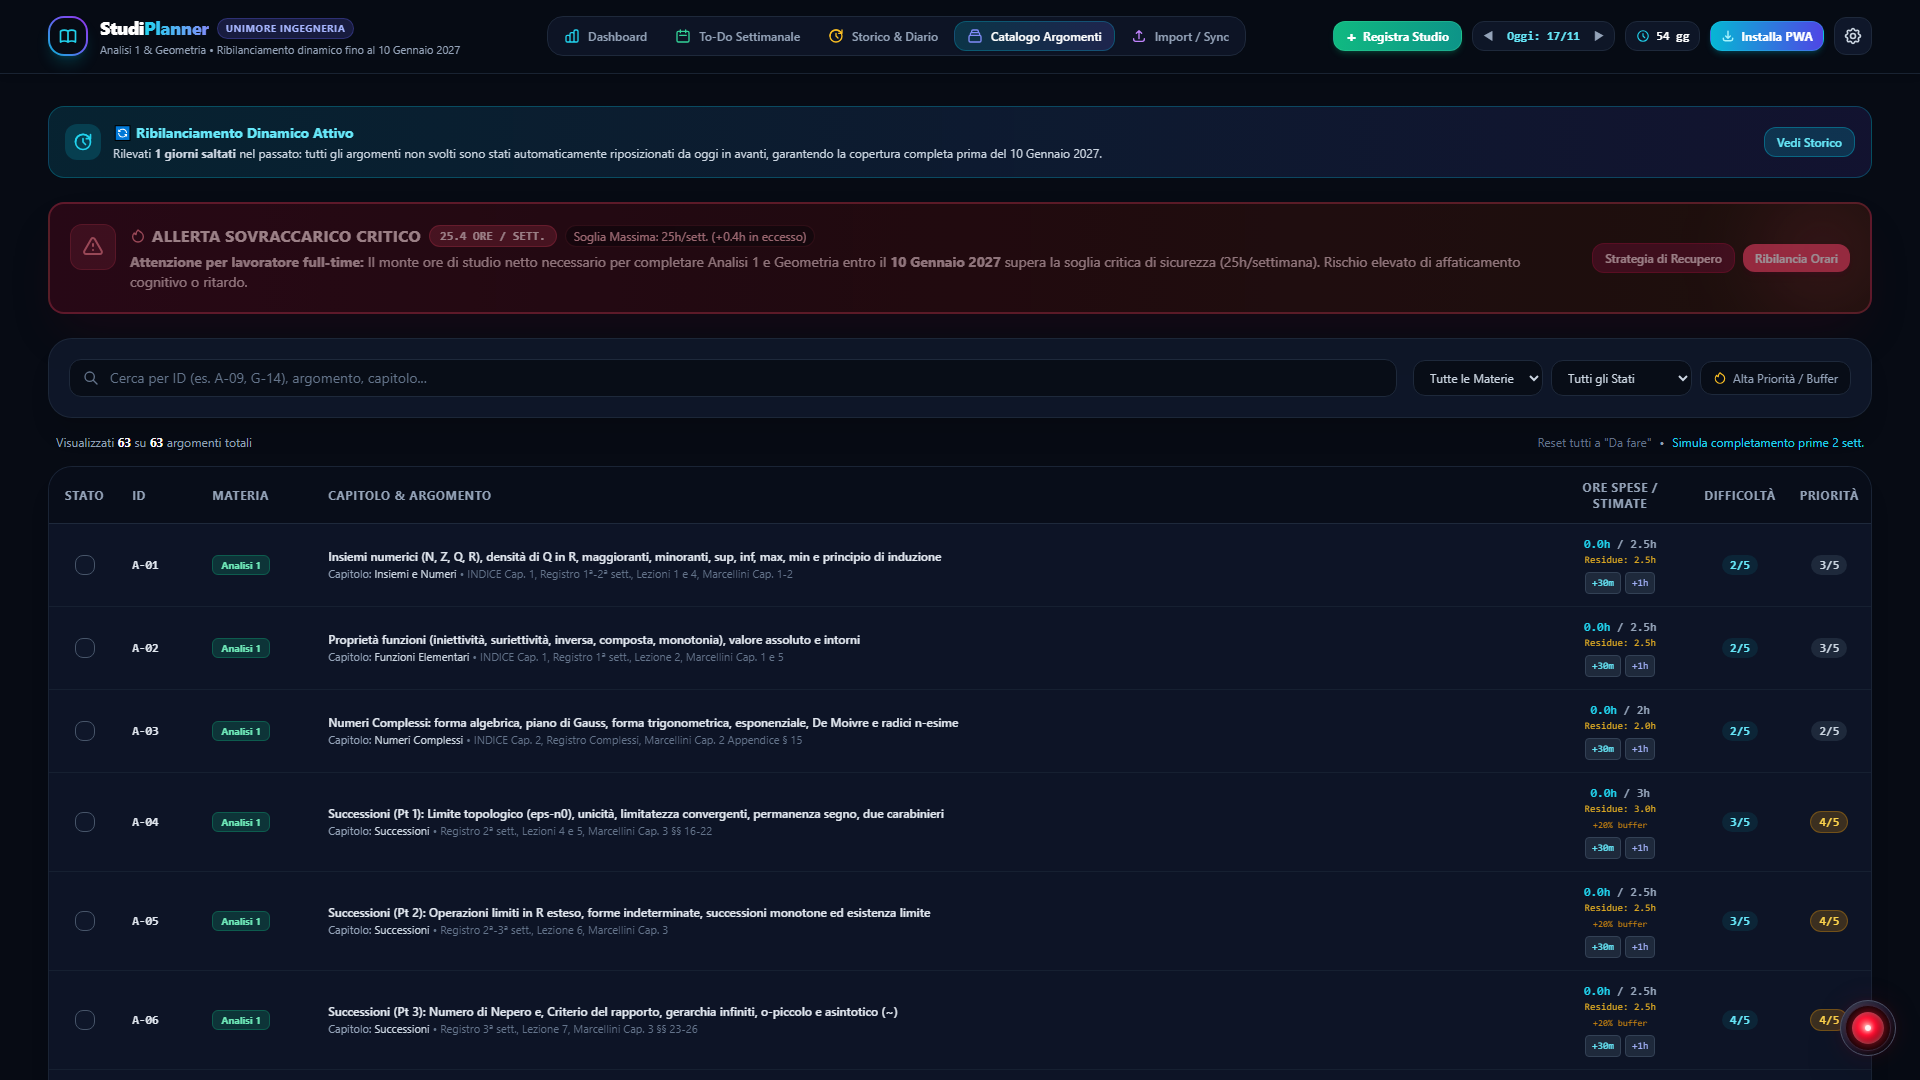 StudiPlanner
UNIMORE INGEGNERIA
Analisi 1 & Geometria • Ribilanciamento dinamico fino al 10 Gennaio 2027
Dashboard
To-Do Settimanale
Storico & Diario
Catalogo Argomenti
Import / Sync
+ Registra Studio
◀ Oggi: 17/11 ▶
54 gg
Installa PWA
Ribilanciamento Dinamico Attivo
Rilevati 1 giorni saltati nel passato: tutti gli argomenti non svolti sono stati automaticamente riposizionati da oggi in avanti, garantendo la copertura completa prima del 10 Gennaio 2027.
Vedi Storico
ALLERTA SOVRACCARICO CRITICO
25.4 ORE / SETT.
Soglia Massima: 25h/sett. (+0.4h in eccesso)
Attenzione per lavoratore full-time: Il monte ore di studio netto necessario per completare Analisi 1 e Geometria entro il 10 Gennaio 2027 supera la soglia critica di sicurezza (25h/settimana). Rischio elevato di affaticamento
cognitivo o ritardo.
Strategia di Recupero
Ribilancia Orari
Cerca per ID (es. A-09, G-14), argomento, capitolo...
Tutte le Materie
Tutti gli Stati
Alta Priorità / Buffer
Visualizzati 63 su 63 argomenti totali
Reset tutti a "Da fare" • Simula completamento prime 2 sett.
STATO
ID
MATERIA
CAPITOLO & ARGOMENTO
ORE SPESE /
STIMATE
DIFFICOLTÀ
PRIORITÀ
A-01
Analisi 1
Insiemi numerici (N, Z, Q, R), densità di Q in R, maggioranti, minoranti, sup, inf, max, min e principio di induzione
Capitolo: Insiemi e Numeri • INDICE Cap. 1, Registro 1ª-2ª sett., Lezioni 1 e 4, Marcellini Cap. 1-2
0.0h / 2.5h
Residue: 2.5h
+30m +1h
2/5
3/5
A-02
Analisi 1
Proprietà funzioni (iniettività, suriettività, inversa, composta, monotonia), valore assoluto e intorni
Capitolo: Funzioni Elementari • INDICE Cap. 1, Registro 1ª sett., Lezione 2, Marcellini Cap. 1 e 5
0.0h / 2.5h
Residue: 2.5h
+30m +1h
2/5
3/5
A-03
Analisi 1
Numeri Complessi: forma algebrica, piano di Gauss, forma trigonometrica, esponenziale, De Moivre e radici n-esime
Capitolo: Numeri Complessi • INDICE Cap. 2, Registro Complessi, Marcellini Cap. 2 Appendice § 15
0.0h / 2h
Residue: 2.0h
+30m +1h
2/5
2/5
A-04
Analisi 1
Successioni (Pt 1): Limite topologico (eps-n0), unicità, limitatezza convergenti, permanenza segno, due carabinieri
Capitolo: Successioni • Registro 2ª sett., Lezioni 4 e 5, Marcellini Cap. 3 §§ 16-22
0.0h / 3h
Residue: 3.0h
+20% buffer
+30m +1h
3/5
4/5
A-05
Analisi 1
Successioni (Pt 2): Operazioni limiti in R esteso, forme indeterminate, successioni monotone ed esistenza limite
Capitolo: Successioni • Registro 2ª-3ª sett., Lezione 6, Marcellini Cap. 3
0.0h / 2.5h
Residue: 2.5h
+20% buffer
+30m +1h
3/5
4/5
A-06
Analisi 1
Successioni (Pt 3): Numero di Nepero e, Criterio del rapporto, gerarchia infiniti, o-piccolo e asintotico (~)
Capitolo: Successioni • Registro 3ª sett., Lezione 7, Marcellini Cap. 3 §§ 23-26
0.0h / 2.5h
Residue: 2.5h
+20% buffer
+30m +1h
4/5
4/5